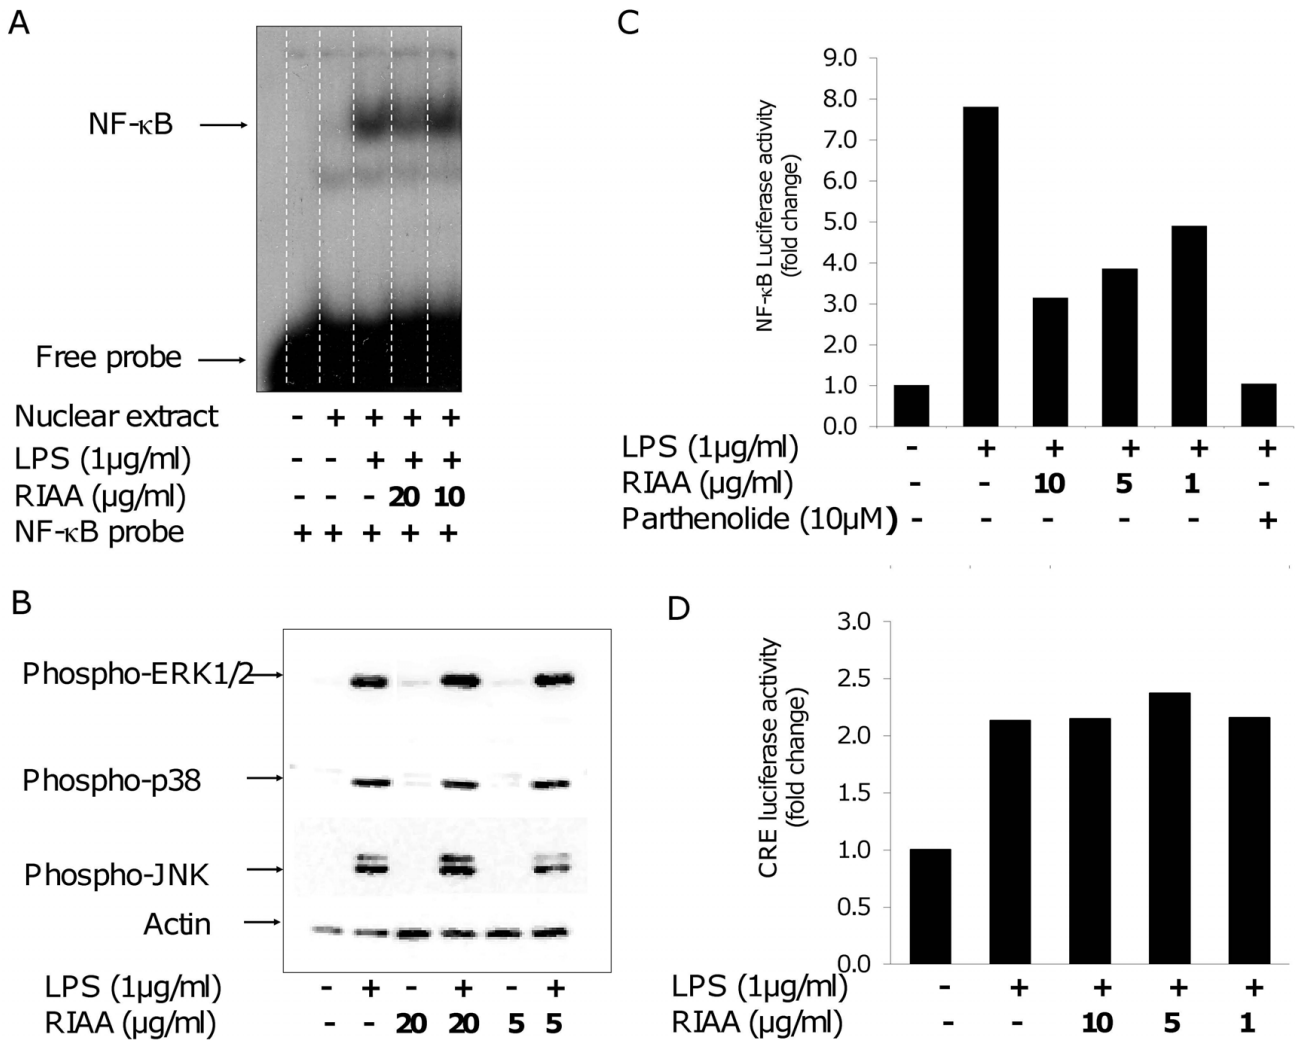 A
NF-κB
Free probe
Nuclear extract - + + + +
LPS (1μg/ml) - - + + +
RIAA (μg/ml) - - - 20 10
NF-κB probe + + + + +
C
NF-κB Luciferase activity
(fold change)
9.0
8.0
7.0
6.0
5.0
4.0
3.0
2.0
1.0
0.0
LPS (1μg/ml) - + + + + +
RIAA (μg/ml) - - 10 5 1 -
Parthenolide (10μM) - - - - - +
B
Phospho-ERK1/2
Phospho-p38
Phospho-JNK
Actin
LPS (1μg/ml) - + - + - +
RIAA (μg/ml) - - 20 20 5 5
D
CRE luciferase activity
(fold change)
3.0
2.5
2.0
1.5
1.0
0.5
0.0
LPS (1μg/ml) - + + + +
RIAA (μg/ml) - - 10 5 1